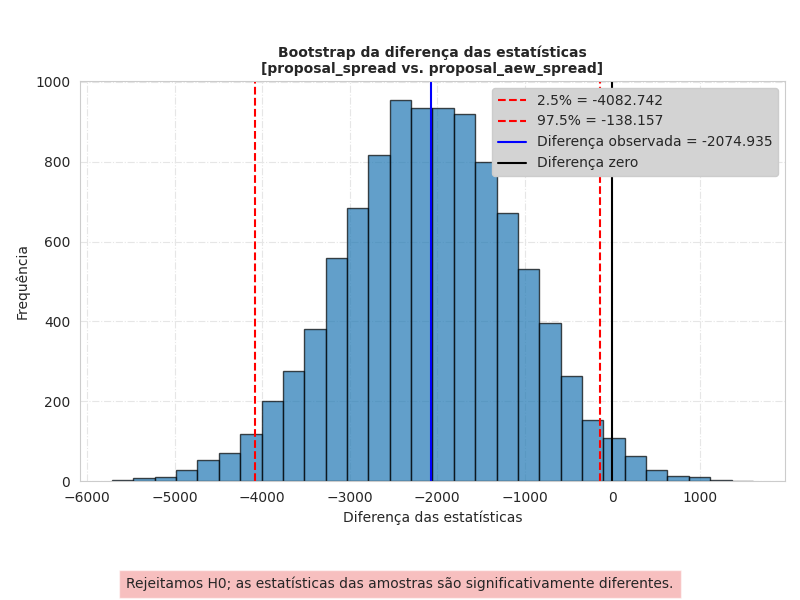 Bootstrap da diferença das estatísticas
[proposal_spread vs. proposal_aew_spread]
2.5% = -4082.742
97.5% = -138.157
Diferença observada = -2074.935
Diferença zero
Frequência
1000
800
600
400
200
0
−6000 −5000 −4000 −3000 −2000 −1000 0 1000
Diferença das estatísticas
Rejeitamos H0; as estatísticas das amostras são significativamente diferentes.